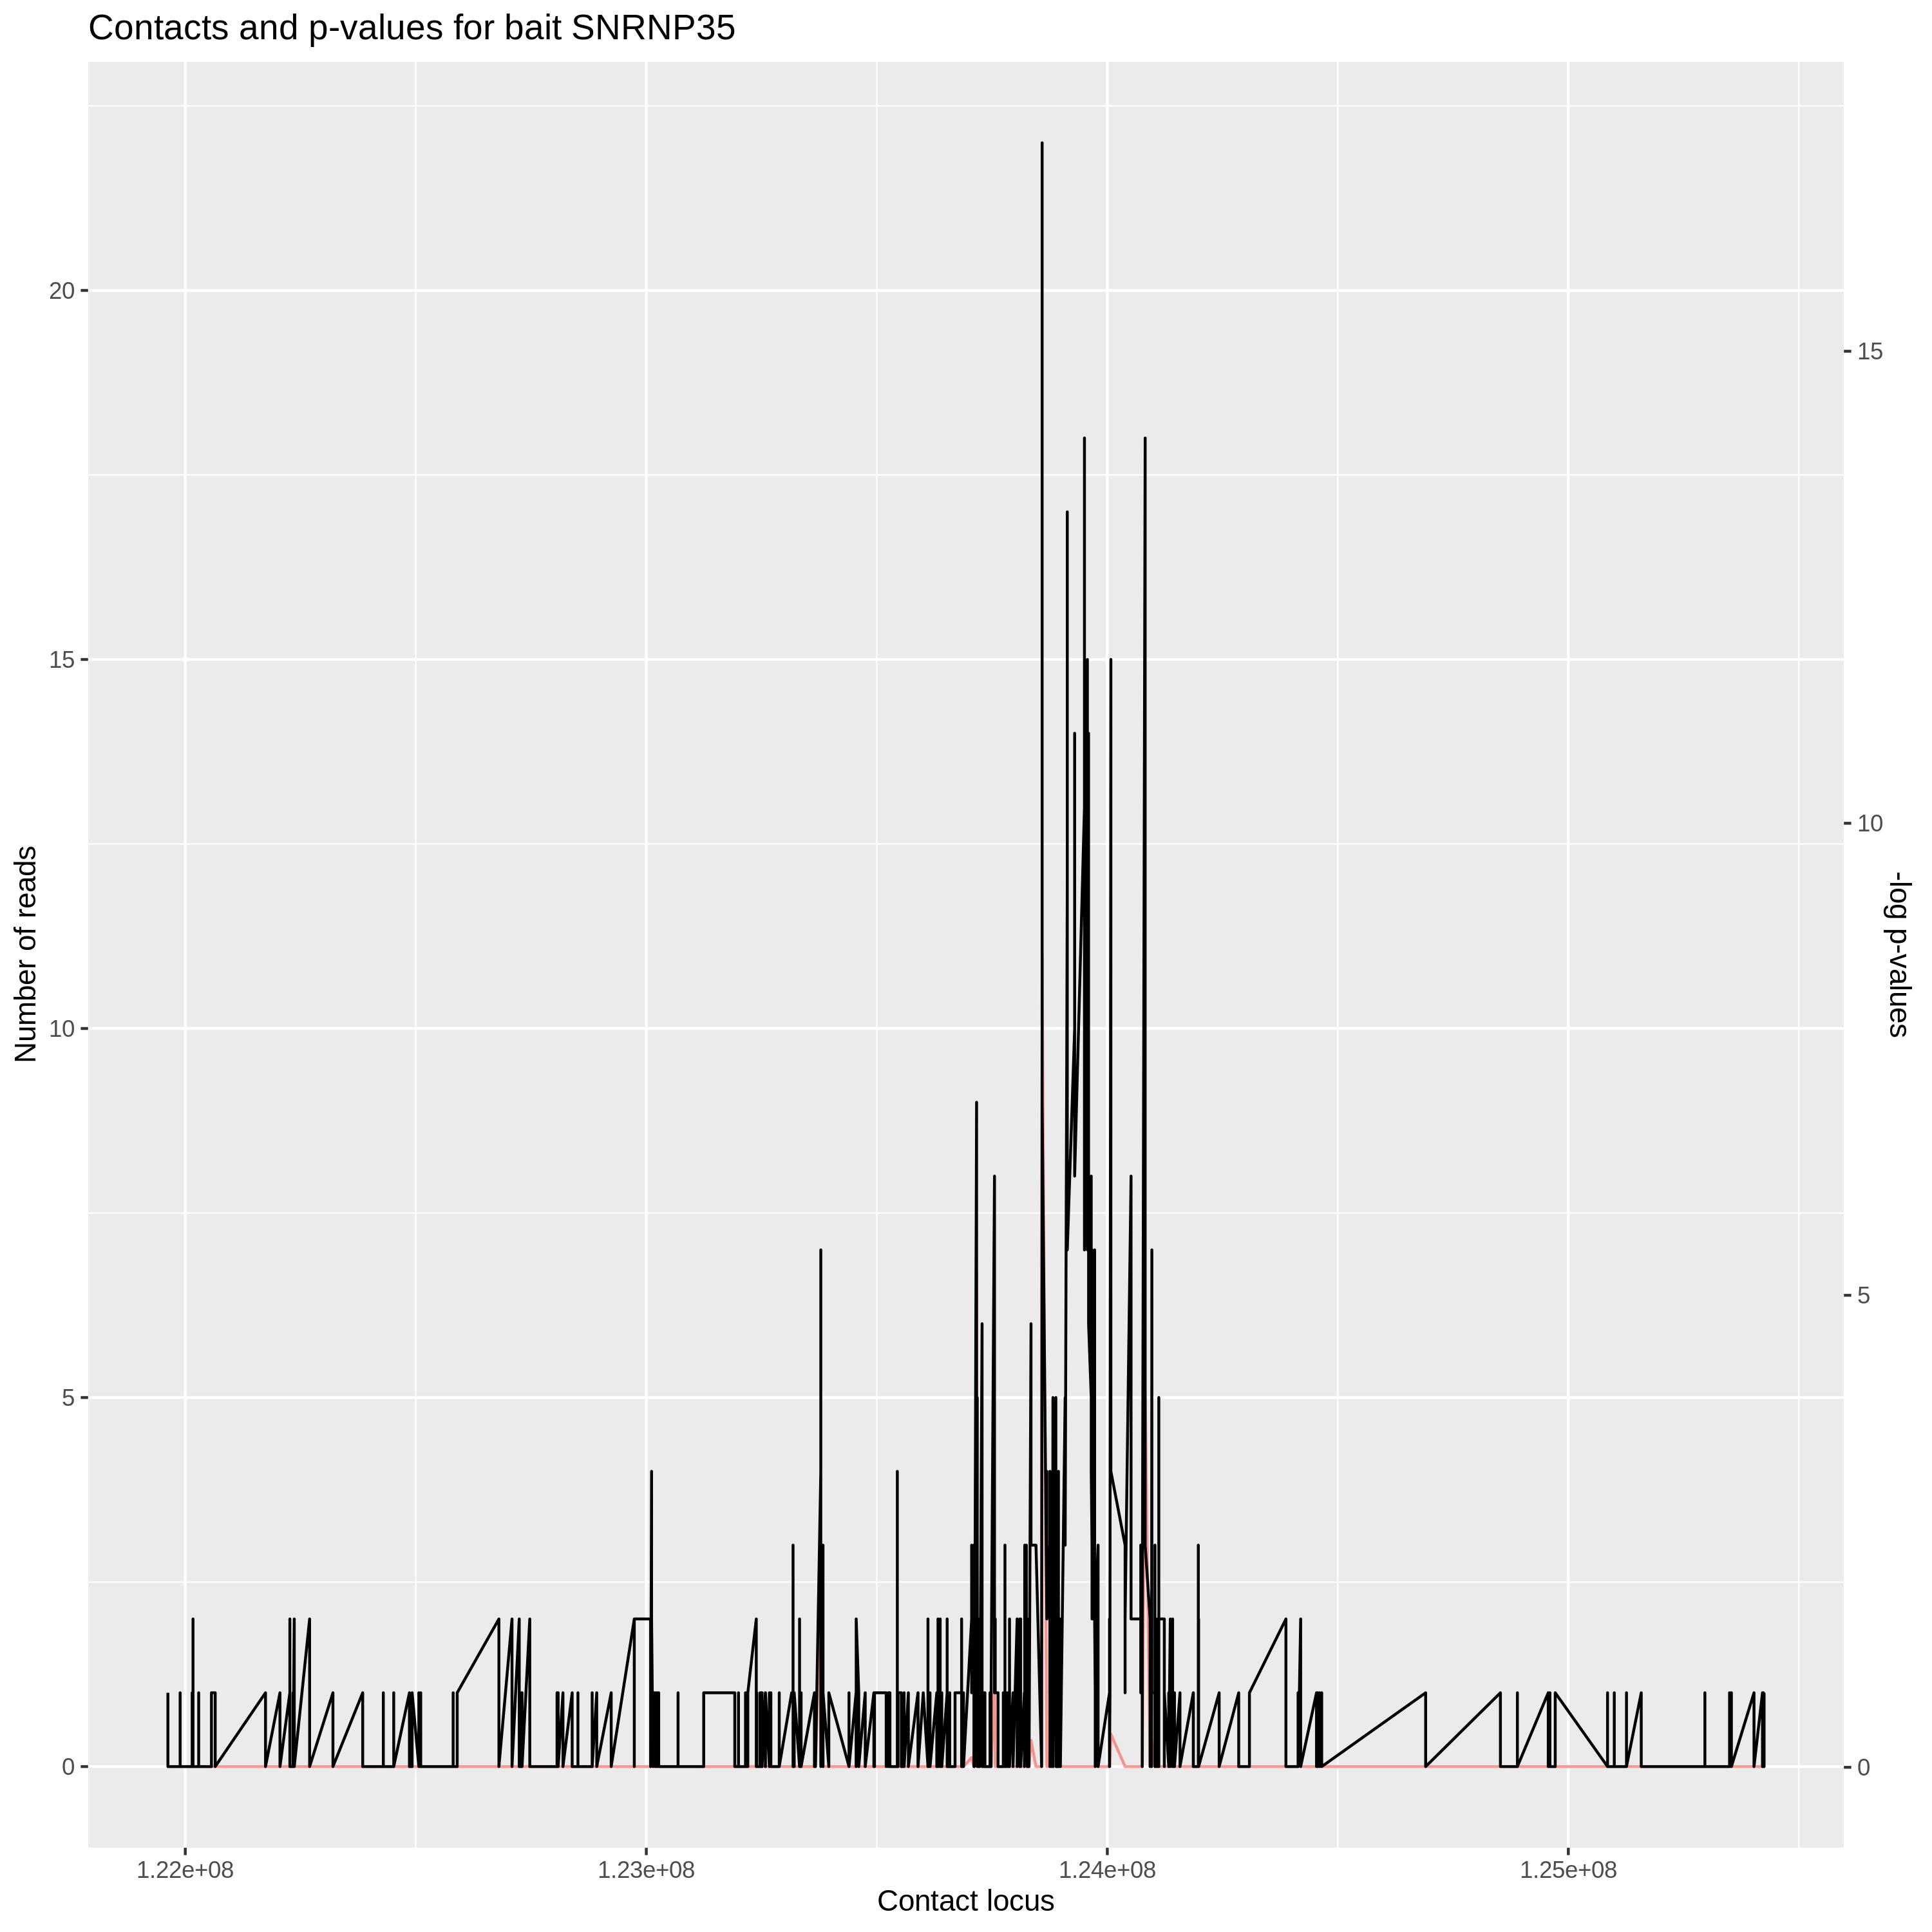 Contacts and p-values for bait SNRNP35
20
15
10
5
0
Number of reads
15
10
5
0
-log p-values
1.22e+08
1.23e+08
1.24e+08
1.25e+08
Contact locus